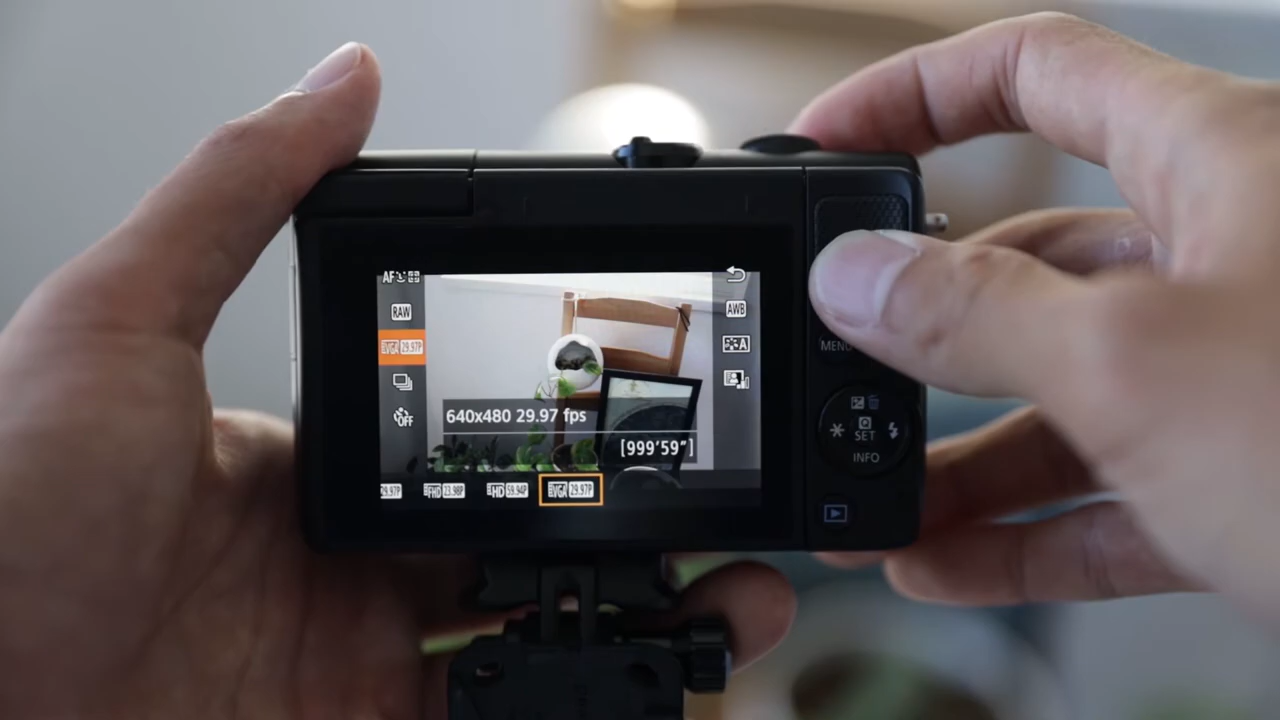 AF
RAW
VGA 29.97P
OFF
AWB
A
640x480 29.97 fps
[999'59"]
29.97P
FHD 23.98P
HD 59.94P
VGA 29.97P
MENU
SET
INFO